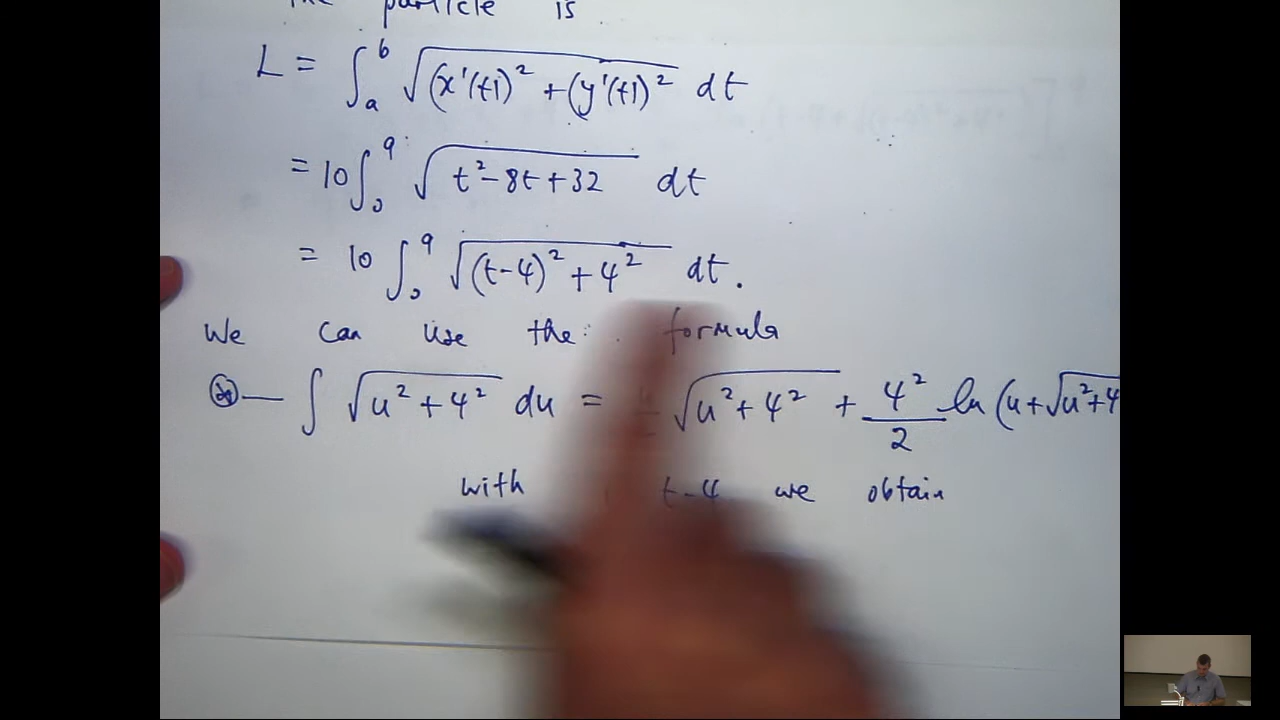 the particle is
L = ∫_a^b √((x'(t))² + (y'(t))²) dt
= 10 ∫_0^9 √(t² - 8t + 32) dt
= 10 ∫_0^9 √((t-4)² + 4²) dt.
We can use the formula
⊛ — ∫ √(u² + 4²) du = √(u² + 4²) + 4²/2 ln (u + √(u² + 4
with t-4 we obtain